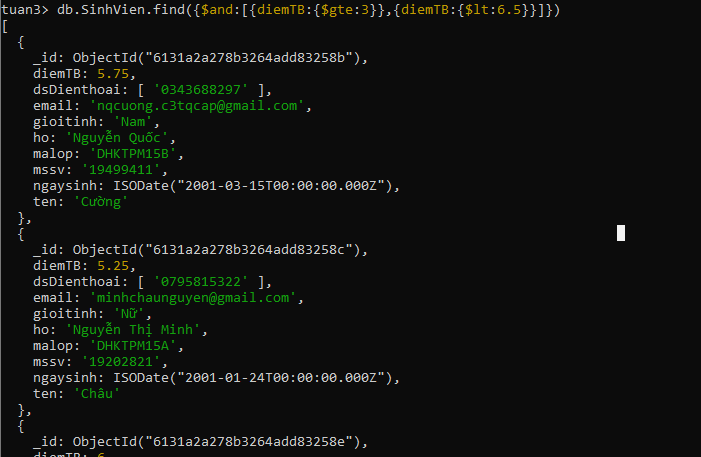 tuan3> db.SinhVien.find({$and:[{diemTB:{$gte:3}},{diemTB:{$lt:6.5}}]})
[
  {
    _id: ObjectId("6131a2a278b3264add83258b"),
    diemTB: 5.75,
    dsDienthoai: [ '0343688297' ],
    email: 'nqcuong.c3tqcap@gmail.com',
    gioitinh: 'Nam',
    ho: 'Nguyễn Quốc',
    malop: 'DHKTPM15B',
    mssv: '19499411',
    ngaysinh: ISODate("2001-03-15T00:00:00.000Z"),
    ten: 'Cường'
  },
  {
    _id: ObjectId("6131a2a278b3264add83258c"),
    diemTB: 5.25,
    dsDienthoai: [ '0795815322' ],
    email: 'minhchaunguyen@gmail.com',
    gioitinh: 'Nữ',
    ho: 'Nguyễn Thị Minh',
    malop: 'DHKTPM15A',
    mssv: '19202821',
    ngaysinh: ISODate("2001-01-24T00:00:00.000Z"),
    ten: 'Châu'
  },
  {
    _id: ObjectId("6131a2a278b3264add83258e"),
    diemTB: 6